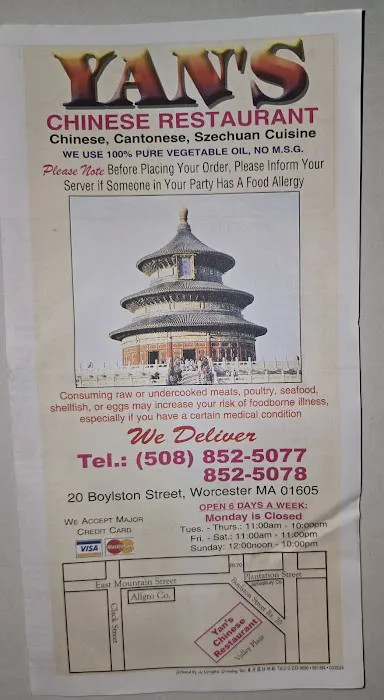 YAN'S
CHINESE RESTAURANT
Chinese, Cantonese, Szechuan Cuisine
WE USE 100% PURE VEGETABLE OIL, NO M.S.G.
Please Note Before Placing Your Order, Please Inform Your
Server if Someone in Your Party Has A Food Allergy
Consuming raw or undercooked meats, poultry, seafood,
shellfish, or eggs may increase your risk of foodborne illness,
especially if you have a certain medical condition
We Deliver
Tel.: (508) 852-5077
852-5078
20 Boylston Street, Worcester MA 01605
WE ACCEPT MAJOR
CREDIT CARD
VISA
MasterCard
OPEN 6 DAYS A WEEK:
Monday is Closed
Tues. - Thurs.: 11:00am - 10:00pm
Fri. - Sat.: 11:00am - 11:00pm
Sunday: 12:00noon - 10:00pm
East Mountain Street
Rt.70
Plantation Street
Allgro Co.
Clark Street
Boylston Street Rt. 70
Yan's
Chinese
Restaurant
Valley Place